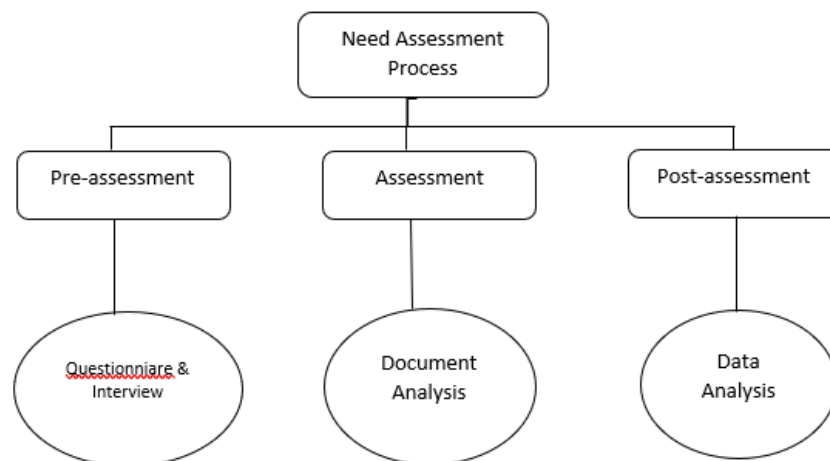 Need Assessment
Process
Pre-assessment
Assessment
Post-assessment
Questionniare &
Interview
Document
Analysis
Data
Analysis